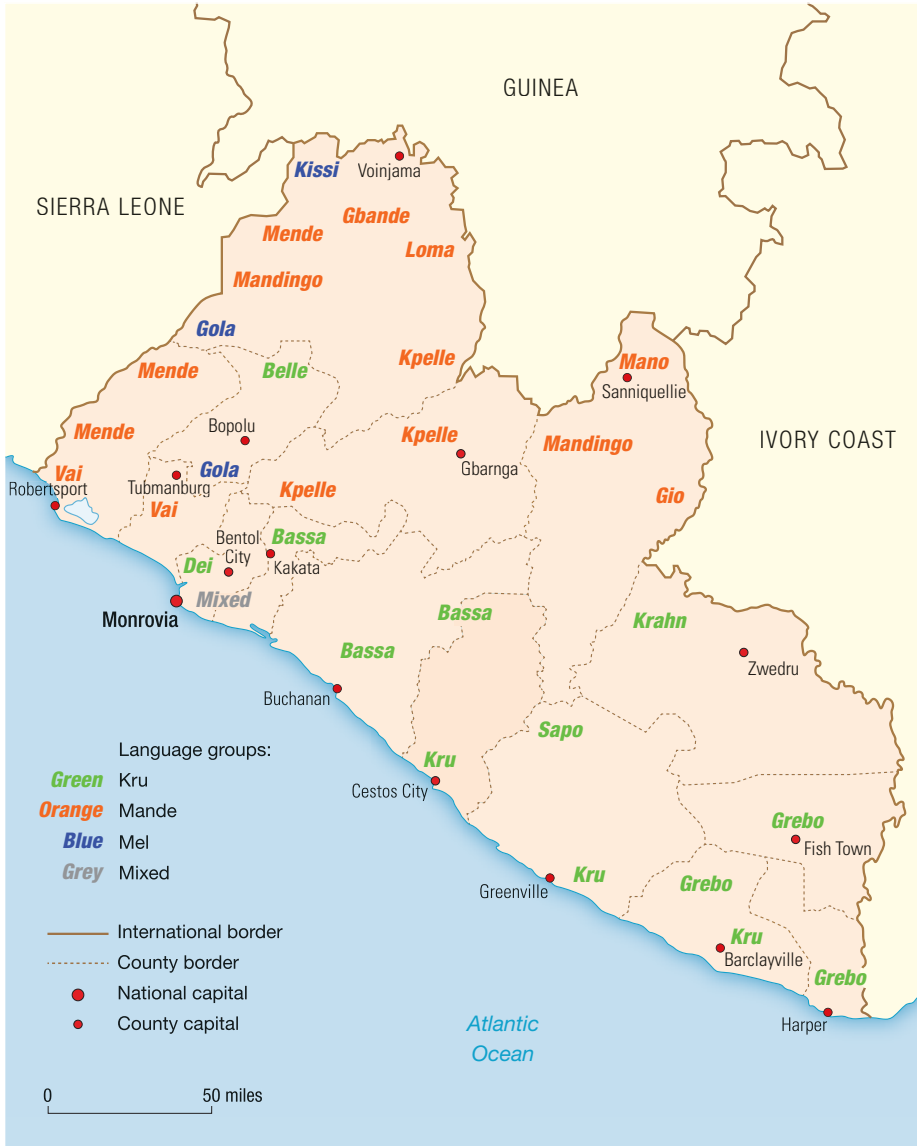 GUINEA
Kissi
Voinjama
SIERRA LEONE
Gbande
Mende
Loma
Mandingo
Gola
Kpelle
Mende
Belle
Mano
Sanniquellie
Bopolu
Mende
Kpelle
Mandingo
IVORY COAST
Gbarnga
Vai
Gola
Robertsport
Tubmanburg
Kpelle
Gio
Vai
Bentol
City
Bassa
Dei
Kakata
Mixed
Monrovia
Bassa
Krahn
Bassa
Zwedru
Buchanan
Sapo
Kru
Cestos City
Grebo
Fish Town
Kru
Greenville
Grebo
Kru
Barclayville
Grebo
Harper
Language groups:
Green Kru
Orange Mande
Blue Mel
Grey Mixed
International border
County border
National capital
County capital
Atlantic
Ocean
0 50 miles